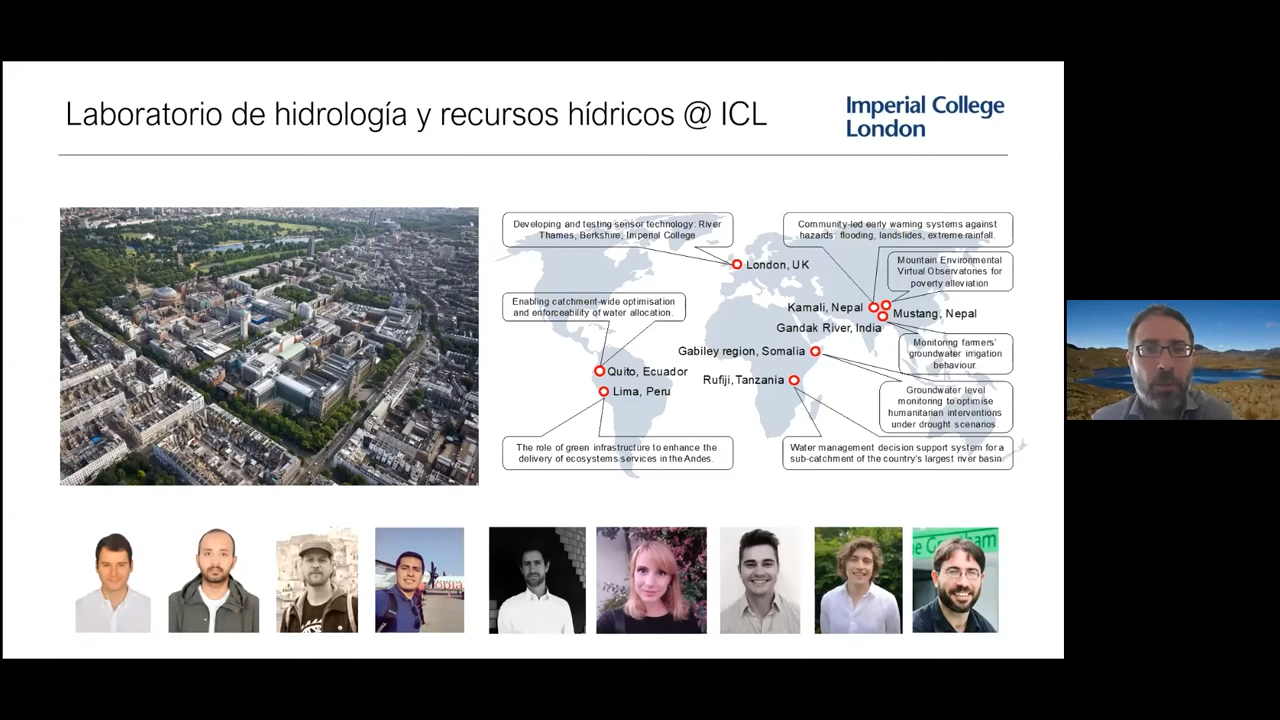 Laboratorio de hidrología y recursos hídricos @ ICL
Imperial College
London
Developing and testing sensor technology: River
Thames, Berkshire, Imperial College
Community-led early warning systems against
hazards: flooding, landslides, extreme rainfall.
London, UK
Mountain Environmental
Virtual Observatories for
poverty alleviation
Enabling catchment-wide optimisation
and enforceability of water allocation.
Kamali, Nepal
Mustang, Nepal
Gandak River, India
Monitoring farmers'
groundwater irrigation
behaviour.
Gabiley region, Somalia
Quito, Ecuador
Rufiji, Tanzania
Lima, Peru
Groundwater level
monitoring to optimise
humanitarian interventions
under drought scenarios.
The role of green infrastructure to enhance the
delivery of ecosystems services in the Andes.
Water management decision support system for a
sub-catchment of the country's largest river basin.